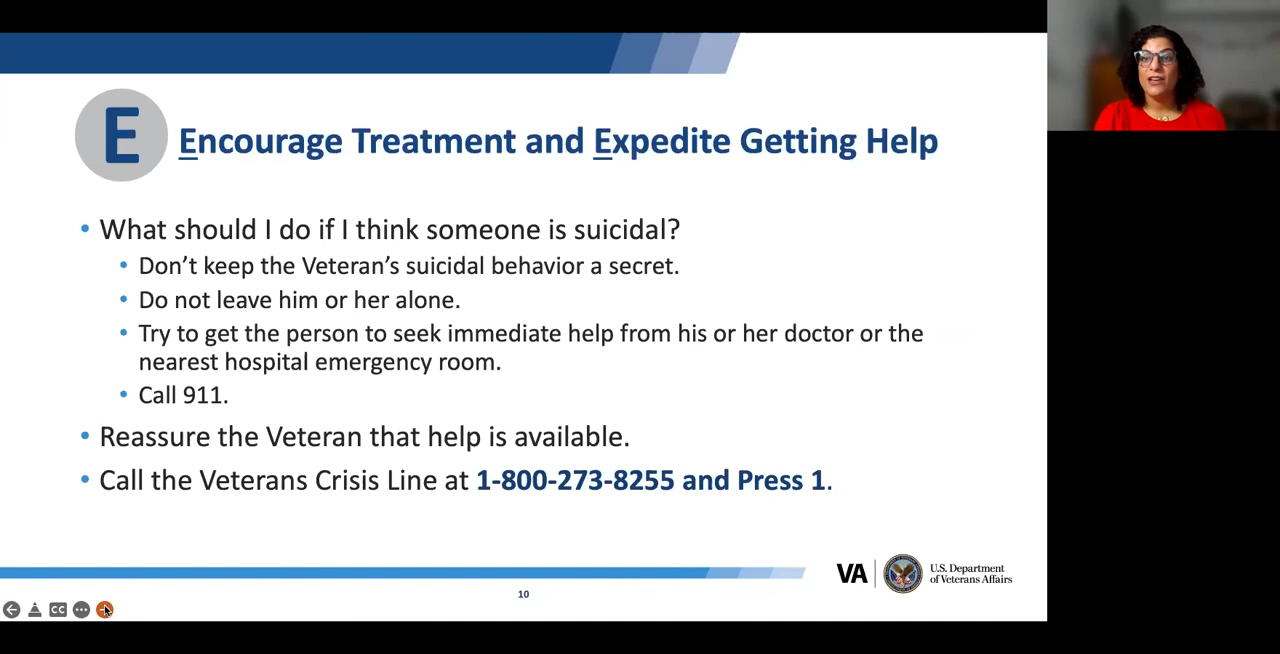 E
Encourage Treatment and Expedite Getting Help
• What should I do if I think someone is suicidal?
• Don’t keep the Veteran’s suicidal behavior a secret.
• Do not leave him or her alone.
• Try to get the person to seek immediate help from his or her doctor or the
nearest hospital emergency room.
• Call 911.
• Reassure the Veteran that help is available.
• Call the Veterans Crisis Line at 1-800-273-8255 and Press 1.
VA
U.S. Department
of Veterans Affairs
10
CC